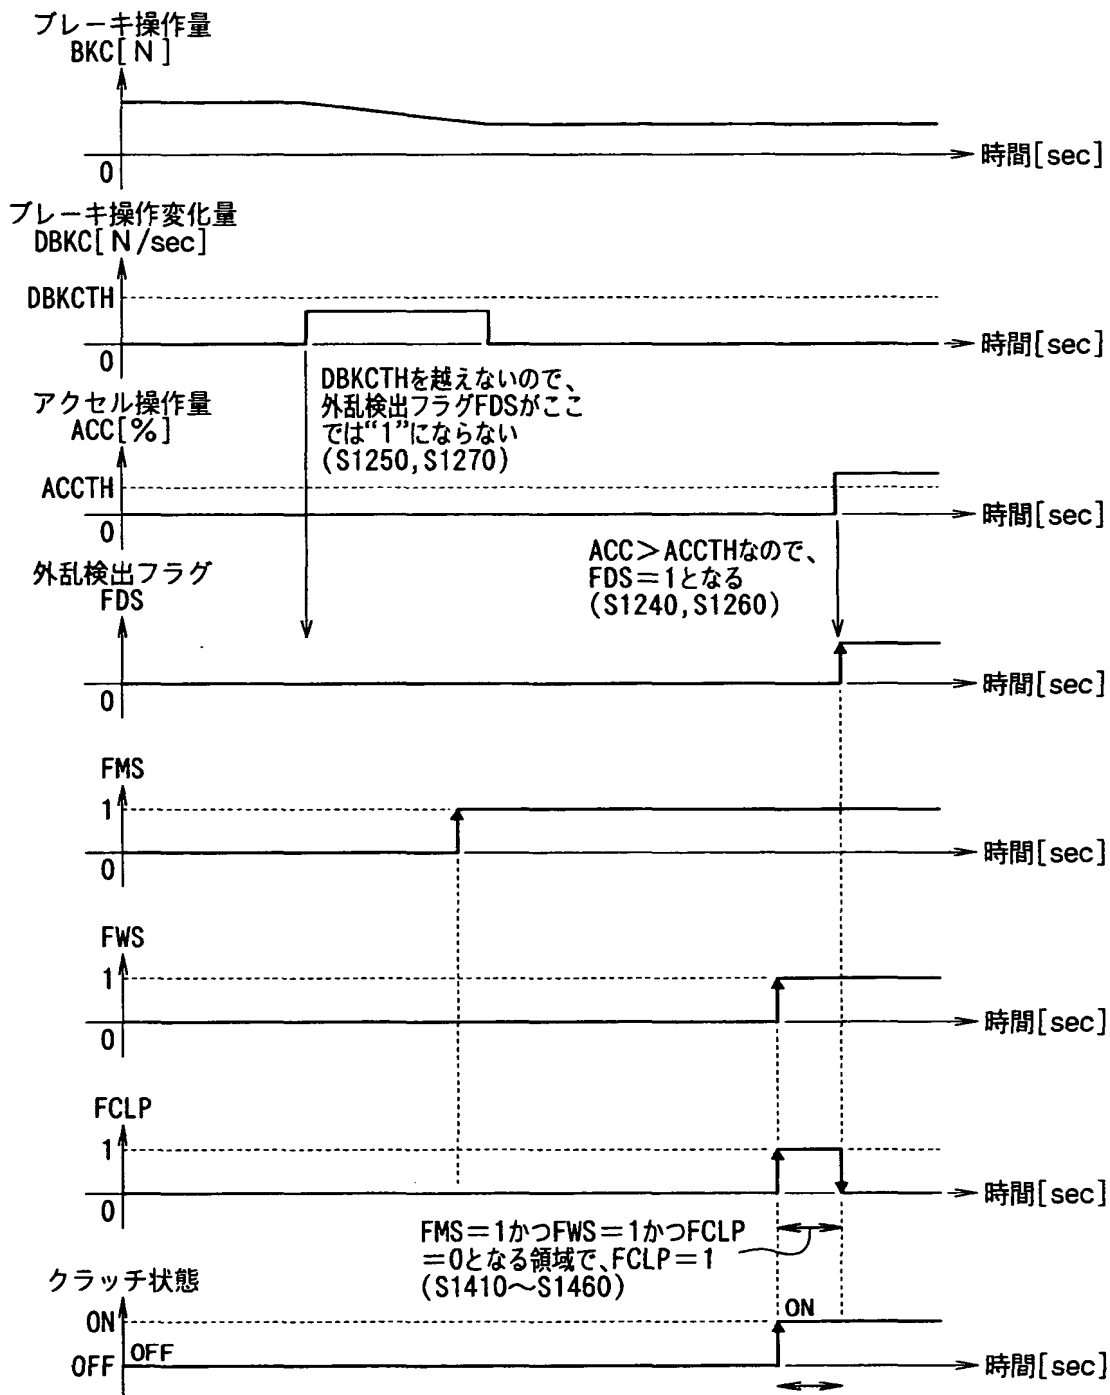 ブレーキ操作量
BKC[N]
0
時間[sec]
ブレーキ操作変化量
DBKC[N/sec]
DBKCTH
0
時間[sec]
DBKCTHを越えないので、
外乱検出フラグFDSがここ
では“1”にならない
(S1250,S1270)
アクセル操作量
ACC[%]
ACCTH
0
時間[sec]
ACC>ACCTHなので、
FDS=1となる
(S1240,S1260)
外乱検出フラグ
FDS
0
時間[sec]
FMS
1
0
時間[sec]
FWS
1
0
時間[sec]
FCLP
1
0
時間[sec]
FMS=1かつFWS=1かつFCLP
=0となる領域で、FCLP=1
(S1410~S1460)
クラッチ状態
ON
ON
OFF
OFF
時間[sec]